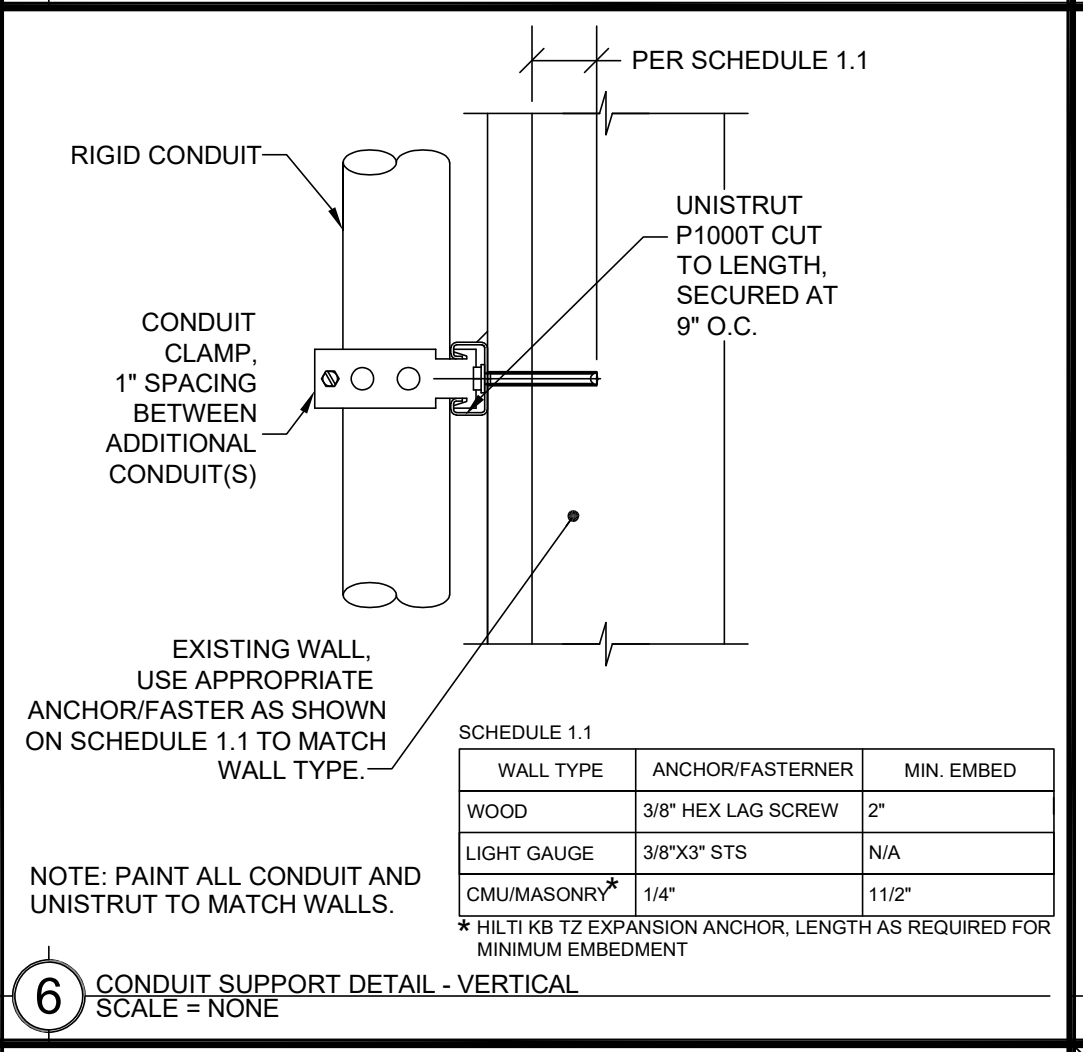 PER SCHEDULE 1.1
RIGID CONDUIT
UNISTRUT
P1000T CUT
TO LENGTH,
SECURED AT
9" O.C.
CONDUIT
CLAMP,
1" SPACING
BETWEEN
ADDITIONAL
CONDUIT(S)
EXISTING WALL,
USE APPROPRIATE
ANCHOR/FASTER AS SHOWN
ON SCHEDULE 1.1 TO MATCH
WALL TYPE.
SCHEDULE 1.1
WALL TYPE ANCHOR/FASTERNER MIN. EMBED
WOOD 3/8" HEX LAG SCREW 2"
LIGHT GAUGE 3/8"X3" STS N/A
CMU/MASONRY* 1/4" 11/2"
* HILTI KB TZ EXPANSION ANCHOR, LENGTH AS REQUIRED FOR
MINIMUM EMBEDMENT
NOTE: PAINT ALL CONDUIT AND
UNISTRUT TO MATCH WALLS.
6 CONDUIT SUPPORT DETAIL - VERTICAL
SCALE = NONE